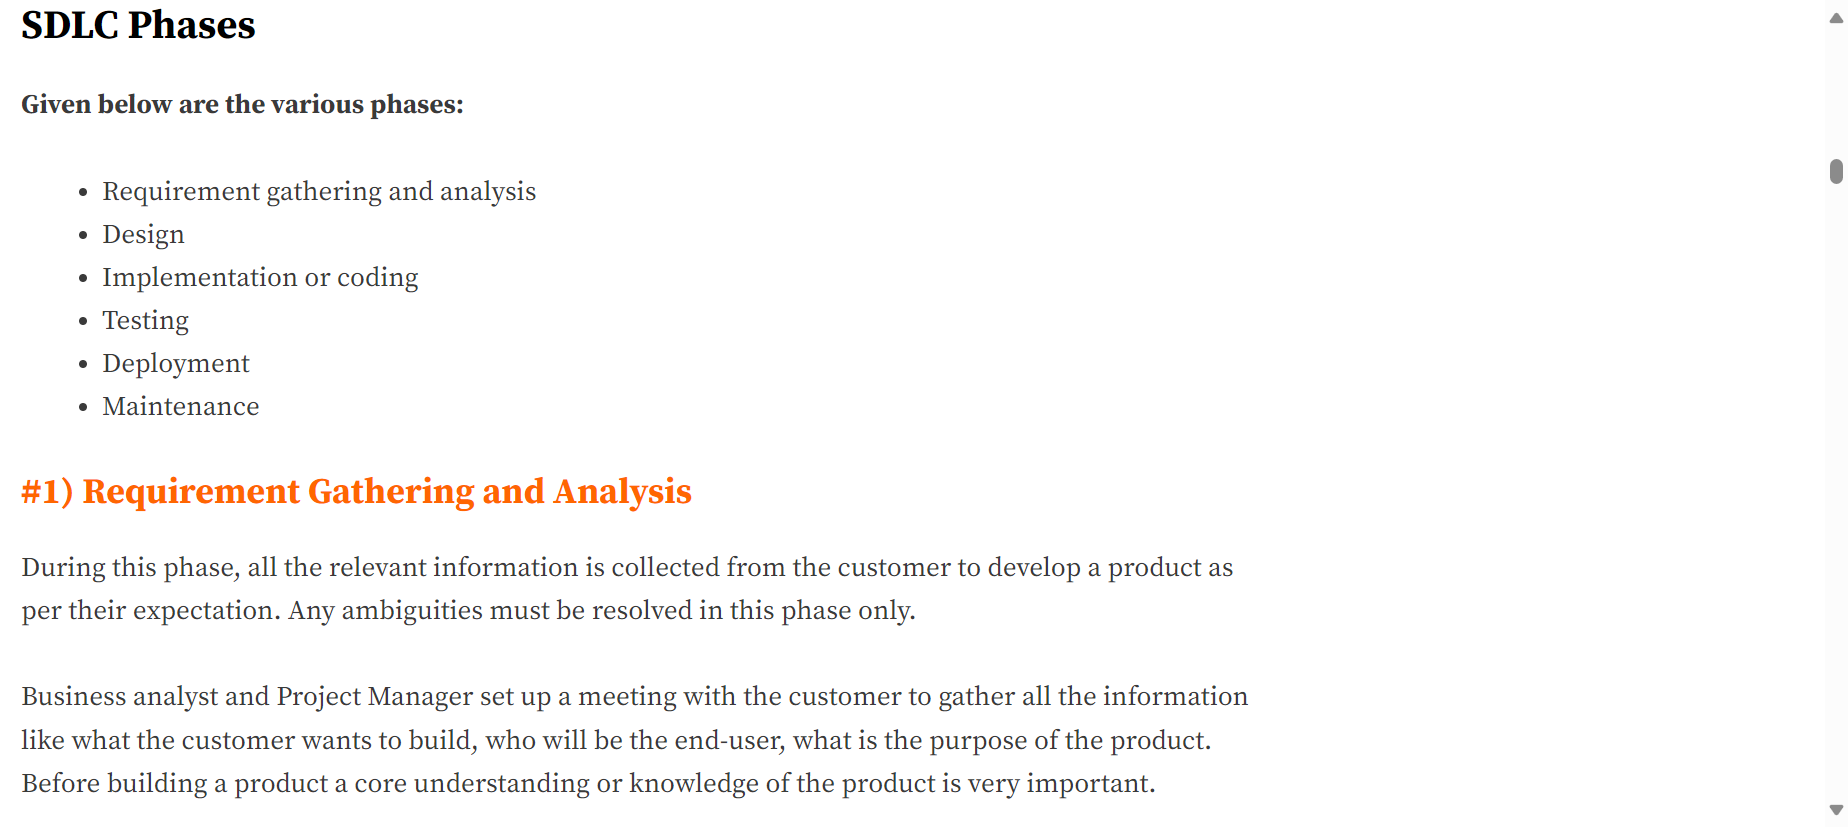 SDLC Phases
Given below are the various phases:
• Requirement gathering and analysis
• Design
• Implementation or coding
• Testing
• Deployment
• Maintenance
#1) Requirement Gathering and Analysis
During this phase, all the relevant information is collected from the customer to develop a product as
per their expectation. Any ambiguities must be resolved in this phase only.
Business analyst and Project Manager set up a meeting with the customer to gather all the information
like what the customer wants to build, who will be the end-user, what is the purpose of the product.
Before building a product a core understanding or knowledge of the product is very important.